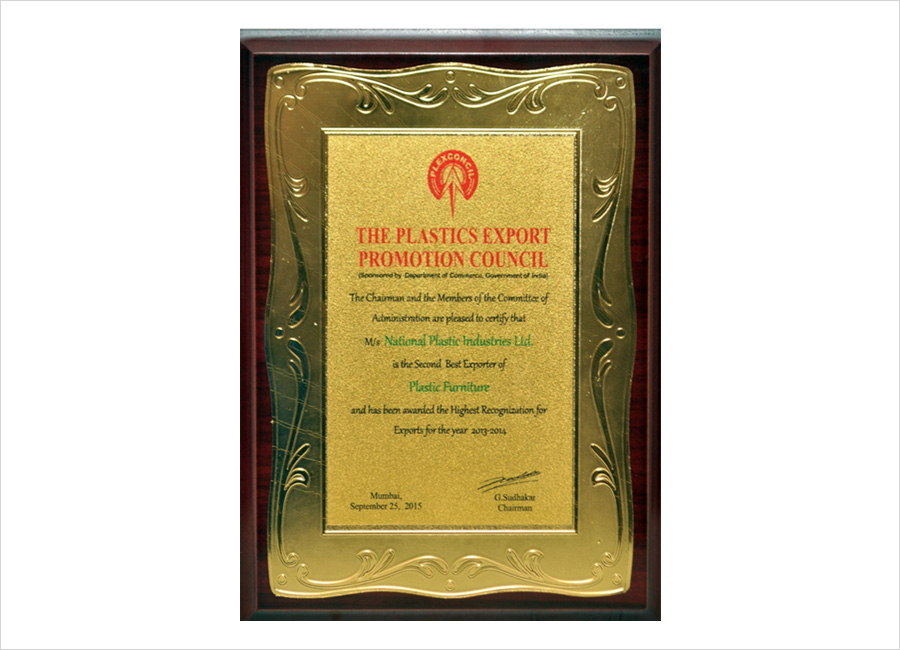 PLEXCONCIL
THE PLASTICS EXPORT
PROMOTION COUNCIL
(Sponsored by Department of Commerce, Government of India)
The Chairman and the Members of the Committee of
Administration are pleased to certify that
M/s National Plastic Industries Ltd.
is the Second Best Exporter of
Plastic Furniture
and has been awarded the Highest Recognization for
Exports for the year 2013-2014
Mumbai,
September 25, 2015
G.Sudhakar
Chairman